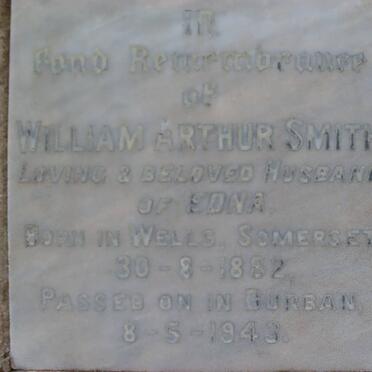 In
Fond Remembrance
of
WILLIAM ARTHUR SMITH
LOVING & BELOVED HUSBAND
OF EDNA.
BORN IN WELLS, SOMERSET,
30-8-1882,
PASSED ON IN DURBAN,
8-5-1943.